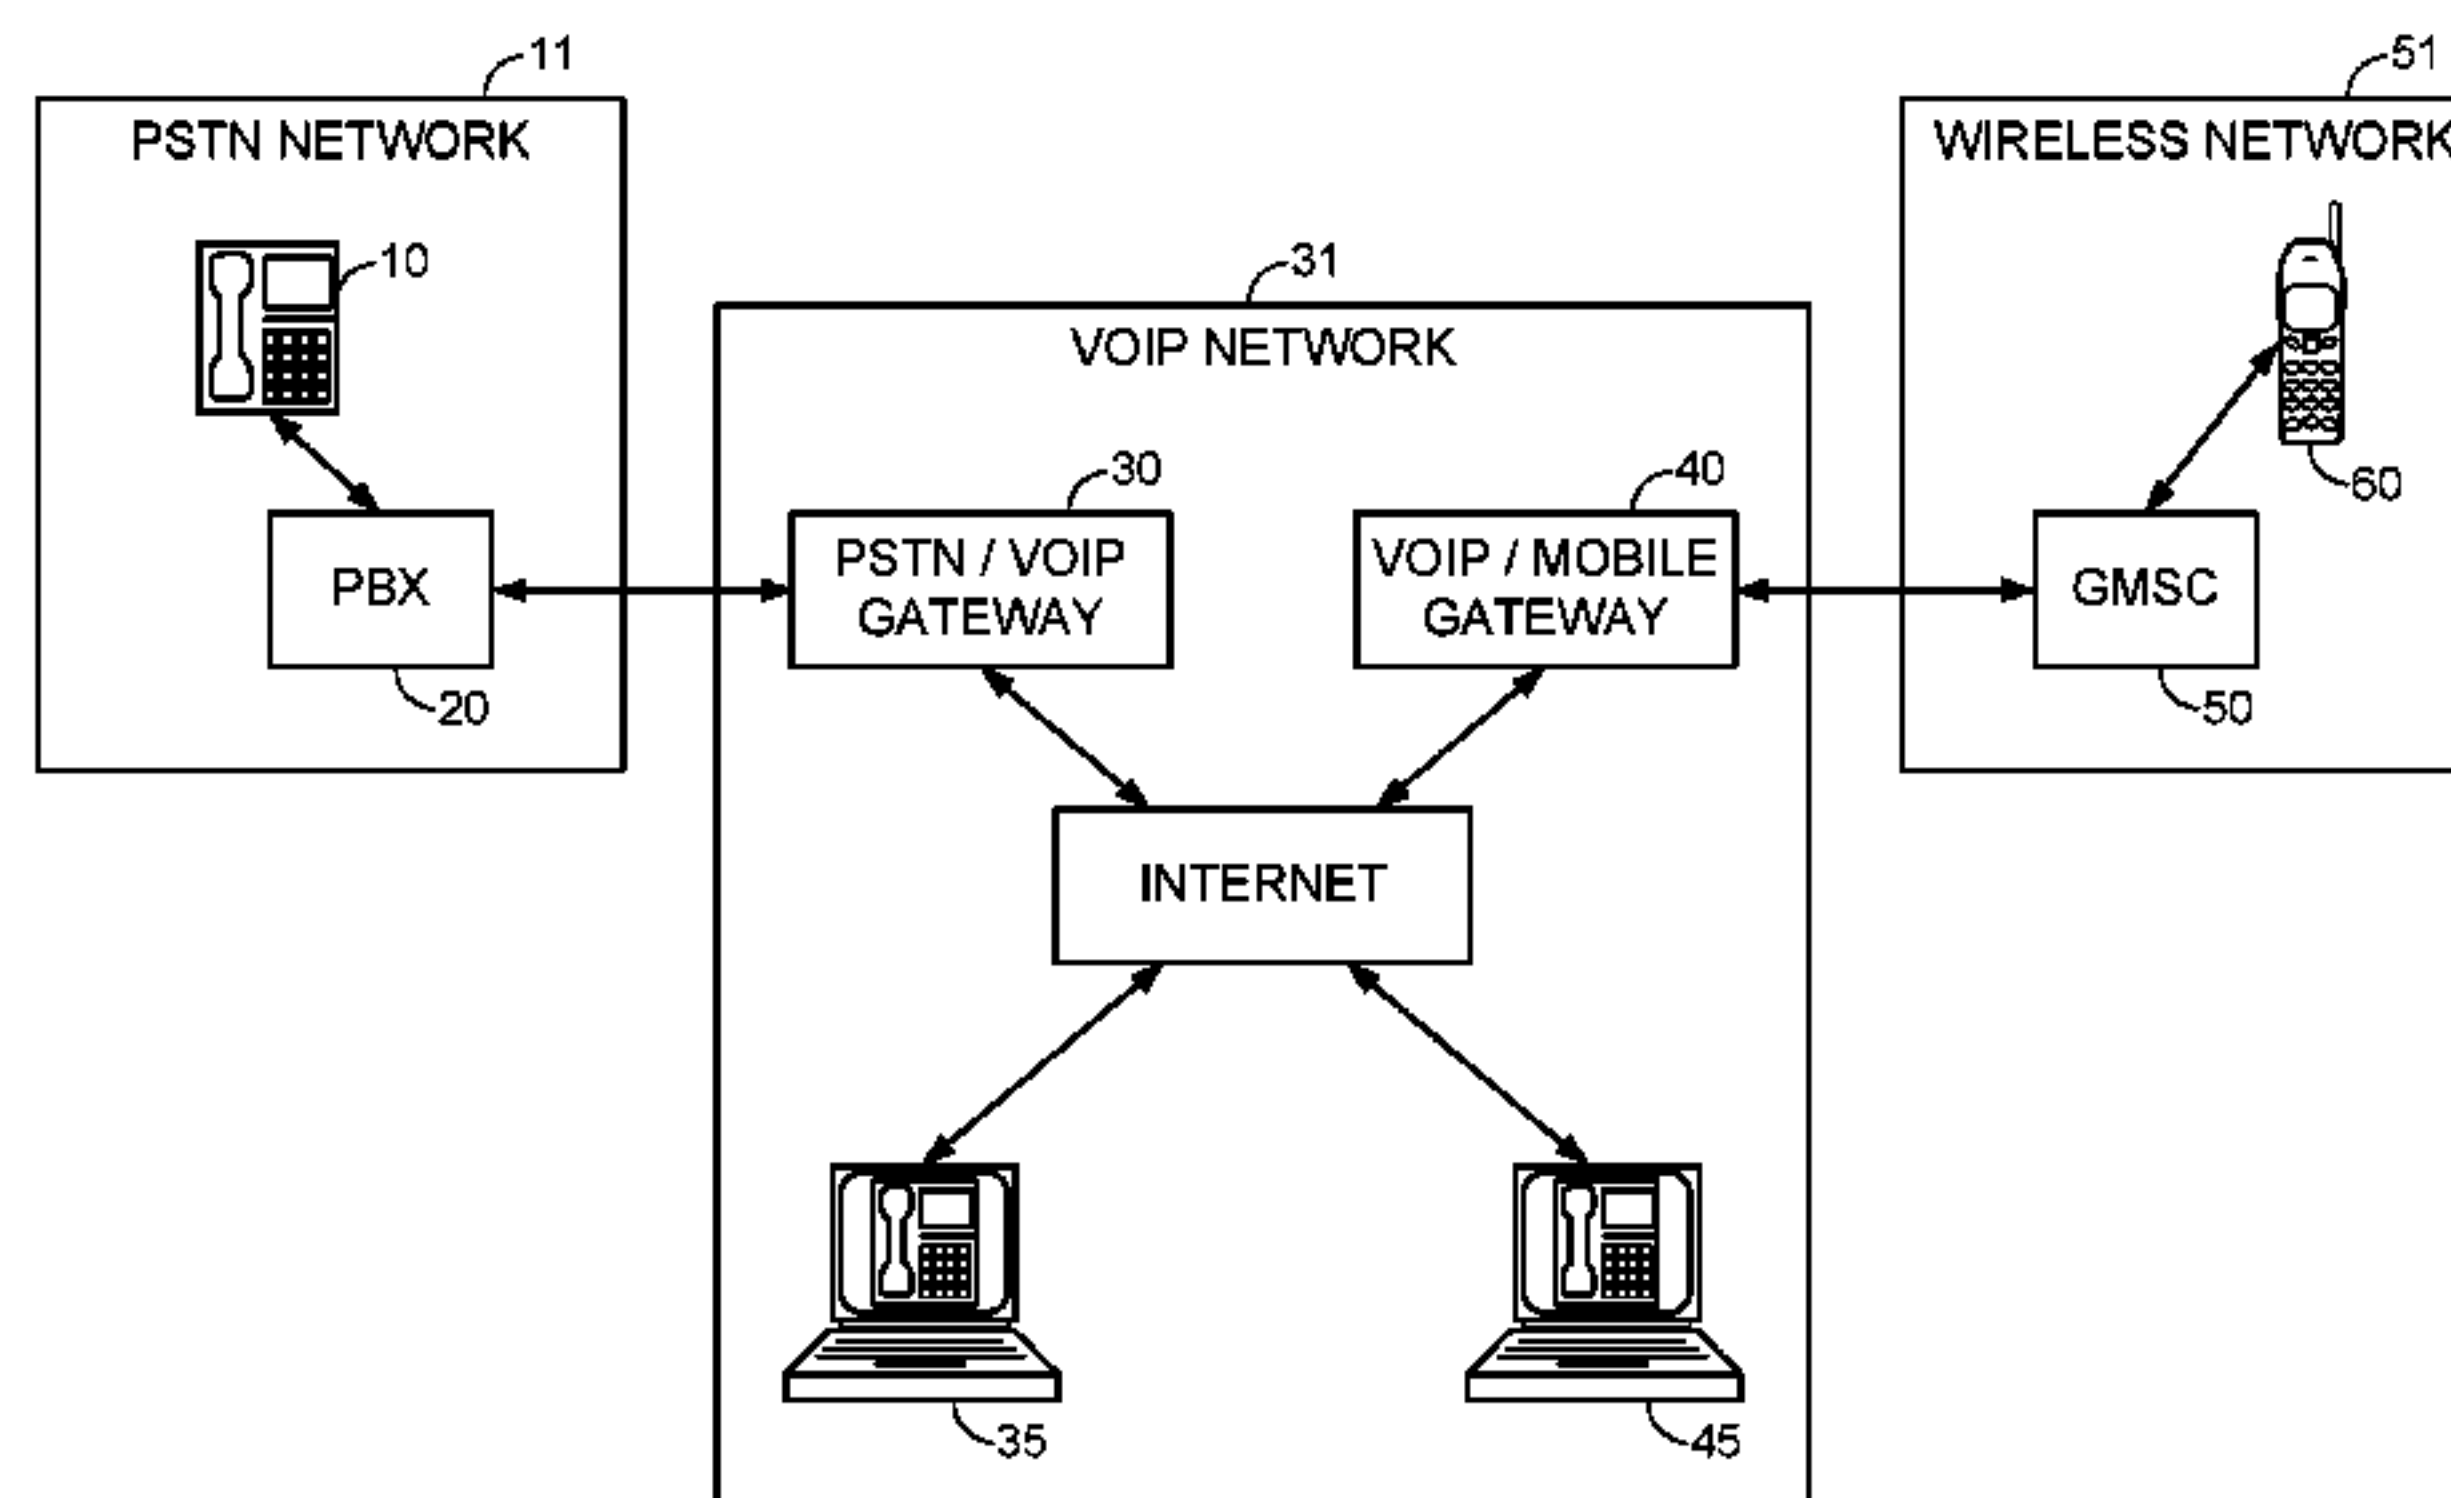 11
51
PSTN NETWORK
WIRELESS NETWORK
10
31
VOIP NETWORK
30
40
60
PBX
PSTN / VOIP
GATEWAY
VOIP / MOBILE
GATEWAY
GMSC
20
50
INTERNET
35
45